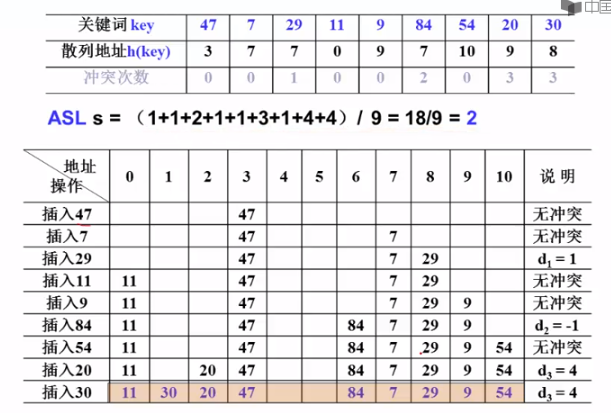 中国
关键词 key 47 7 29 11 9 84 54 20 30
散列地址h(key) 3 7 7 0 9 7 10 9 8
冲突次数 0 0 1 0 0 2 0 3 3
ASL s = （1+1+2+1+1+3+1+4+4）/ 9 = 18/9 = 2
地址 操作 0 1 2 3 4 5 6 7 8 9 10 说 明
插入47 47 无冲突
插入7 47 7 无冲突
插入29 47 7 29 d1 = 1
插入11 11 47 7 29 无冲突
插入9 11 47 7 29 9 无冲突
插入84 11 47 84 7 29 9 d2 = -1
插入54 11 47 84 7 29 9 54 无冲突
插入20 11 20 47 84 7 29 9 54 d3 = 4
插入30 11 30 20 47 84 7 29 9 54 d3 = 4